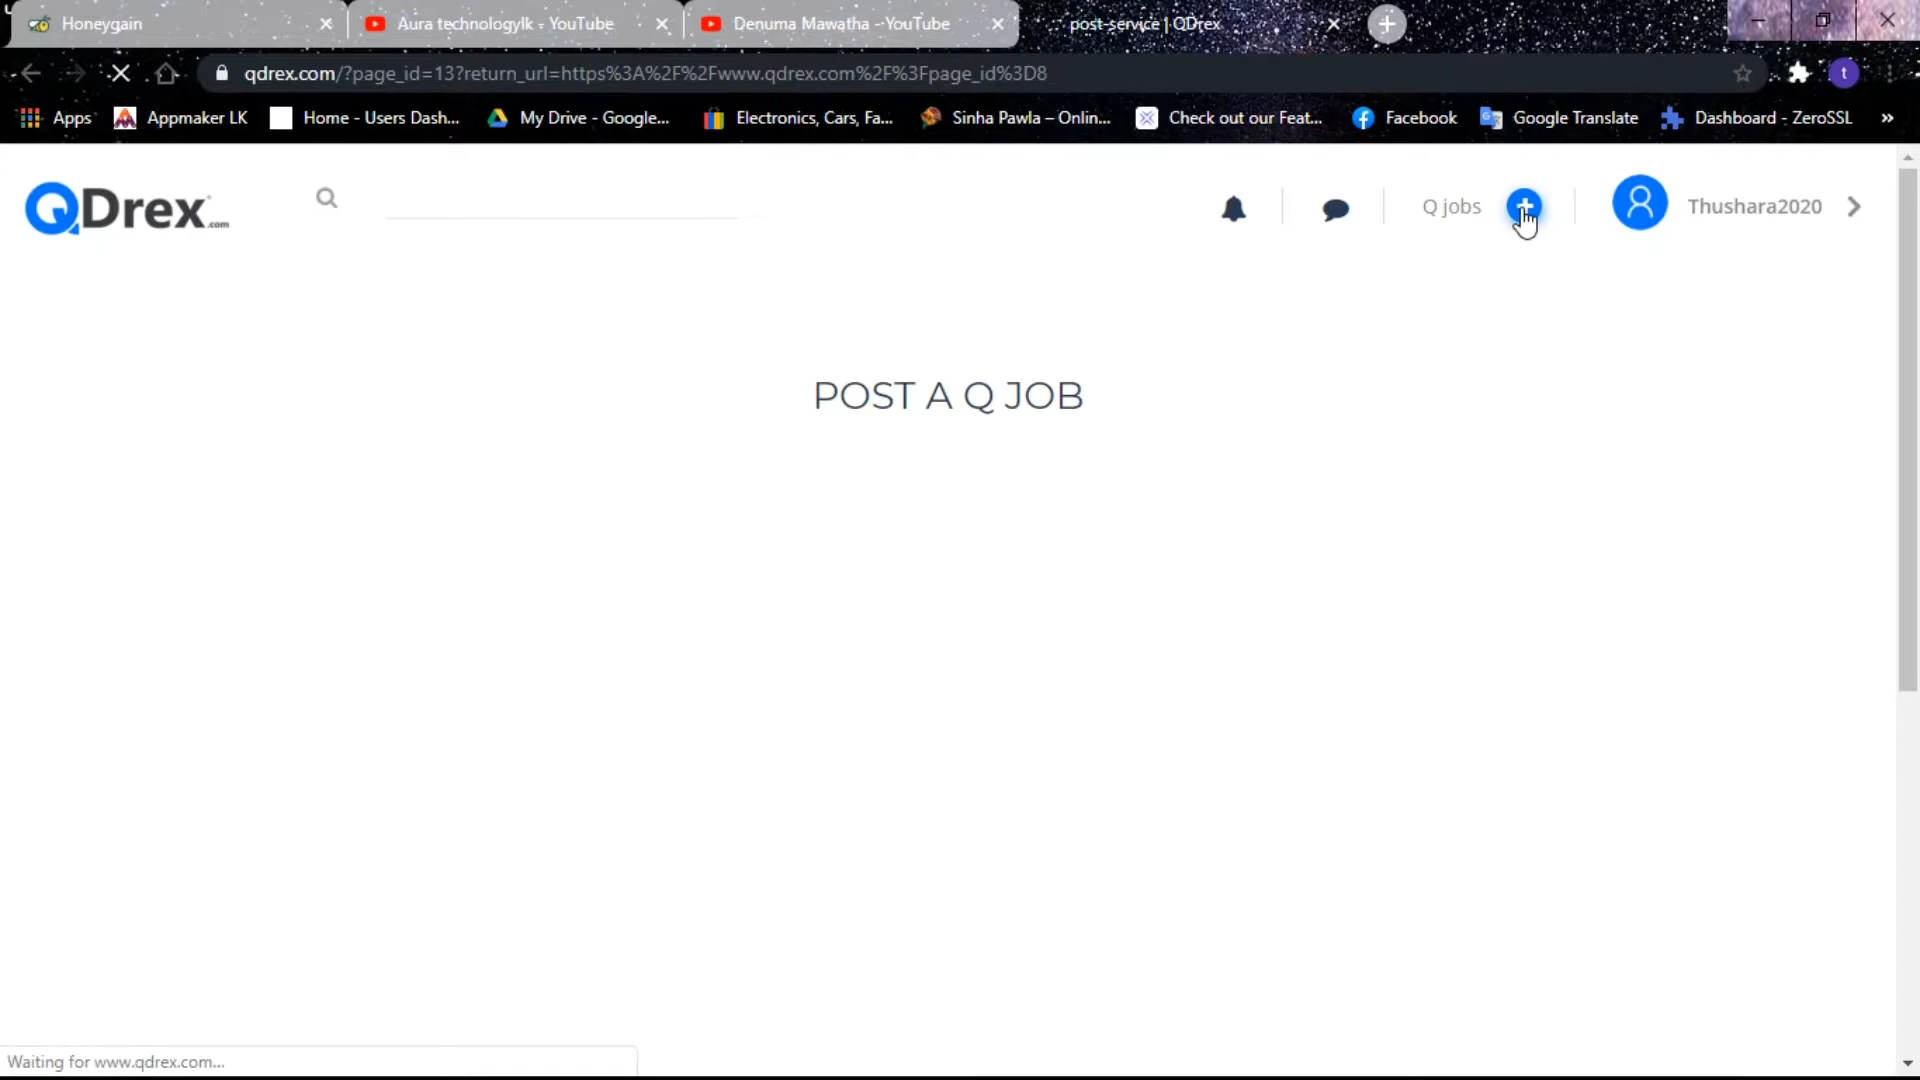 Honeygain
Aura technologylk - YouTube
Denuma Mawatha - YouTube
post-service | QDrex
qdrex.com/?page_id=13?return_url=https%3A%2F%2Fwww.qdrex.com%2F%3Fpage_id%3D8
t
Apps
Appmaker LK
Home - Users Dash...
My Drive - Google...
Electronics, Cars, Fa...
Sinha Pawla – Onlin...
Check out our Feat...
Facebook
Google Translate
Dashboard - ZeroSSL
»
QDrex.com
Q jobs
Thushara2020
POST A Q JOB
Waiting for www.qdrex.com...